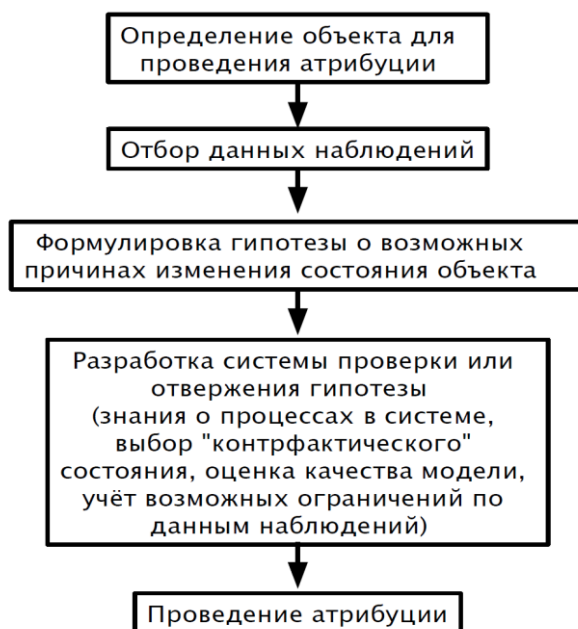 Определение объекта для
проведения атрибуции
Отбор данных наблюдений
Формулировка гипотезы о возможных
причинах изменения состояния объекта
Разработка системы проверки или
отвержения гипотезы
(знания о процессах в системе,
выбор "контрфактического"
состояния, оценка качества модели,
учёт возможных ограничений по
данным наблюдений)
Проведение атрибуции